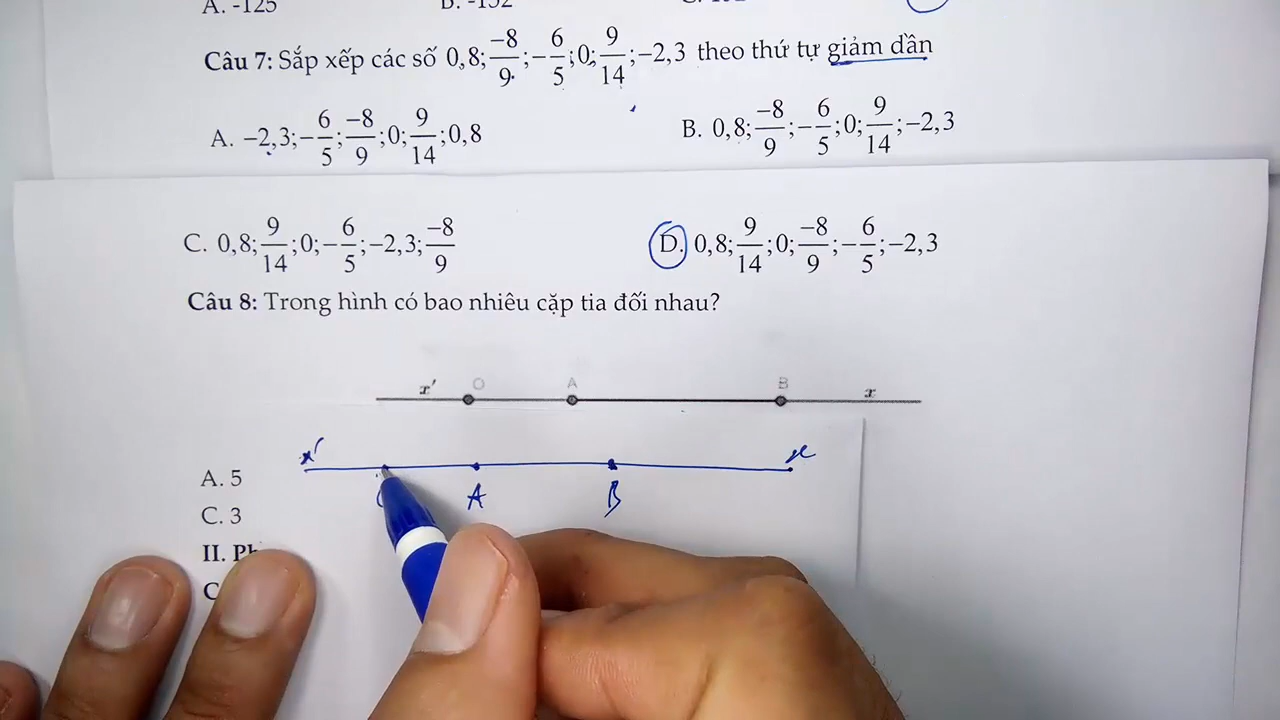 A. -125 B. -132
Câu 7: Sắp xếp các số 0,8; -8/9; -6/5; 0; 9/14; -2,3 theo thứ tự giảm dần
A. -2,3; -6/5; -8/9; 0; 9/14; 0,8 B. 0,8; -8/9; -6/5; 0; 9/14; -2,3
C. 0,8; 9/14; 0; -6/5; -2,3; -8/9 D. 0,8; 9/14; 0; -8/9; -6/5; -2,3
Câu 8: Trong hình có bao nhiêu cặp tia đối nhau?
x' O A B x
x' x
A B
A. 5
C. 3
II.